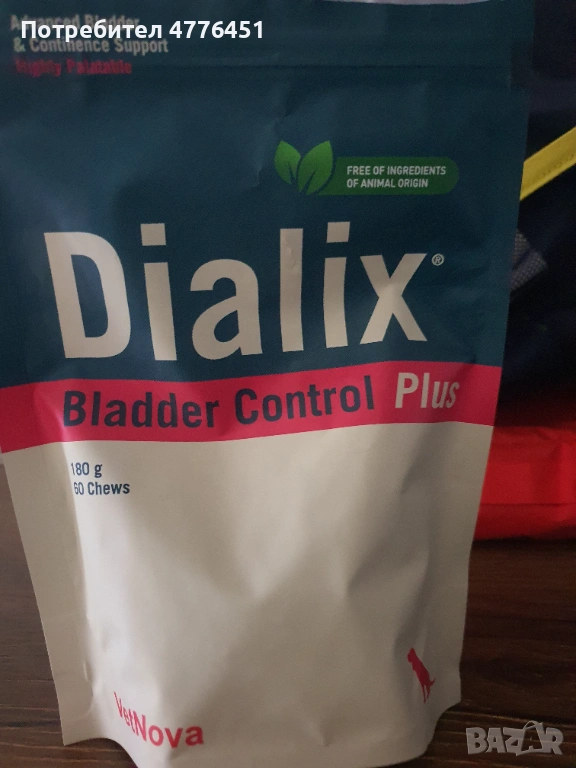 Потребител 4776451
Advanced Bladder
& Continence Support
Highly Palatable
FREE OF INGREDIENTS
OF ANIMAL ORIGIN
Dialix®
Bladder Control Plus
180 g
60 Chews
VetNova
BAZAR